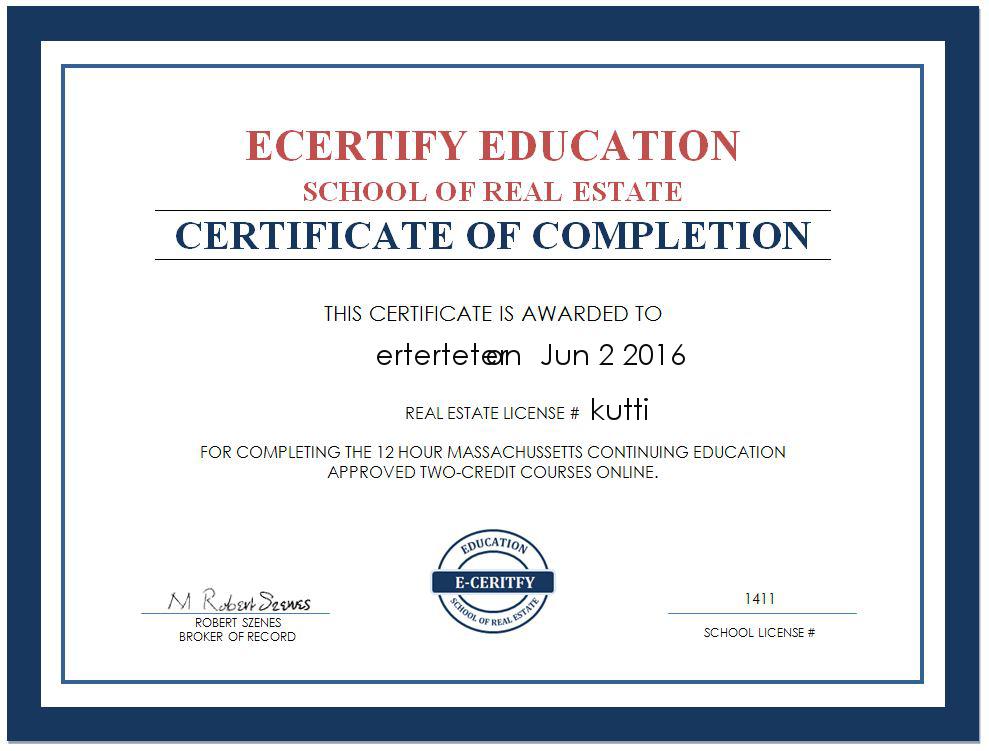 ECERTIFY EDUCATION
SCHOOL OF REAL ESTATE
CERTIFICATE OF COMPLETION
THIS CERTIFICATE IS AWARDED TO
on Jun 2 2016
REAL ESTATE LICENSE # kutti
FOR COMPLETING THE 12 HOUR MASSACHUSSETTS CONTINUING EDUCATION
APPROVED TWO-CREDIT COURSES ONLINE.
EDUCATION
E-CERITFY
SCHOOL OF REAL ESTATE
M Robert Szenes
ROBERT SZENES
BROKER OF RECORD
1411
SCHOOL LICENSE #